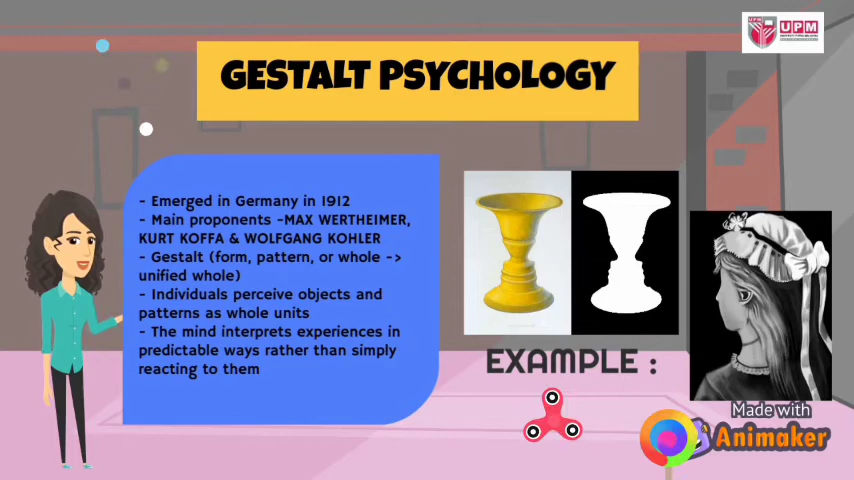 UPM
UPM
GESTALT PSYCHOLOGY
- Emerged in Germany in 1912
- Main proponents -MAX WERTHEIMER,
KURT KOFFA & WOLFGANG KOHLER
- Gestalt (form, pattern, or whole ->
unified whole)
- Individuals perceive objects and
patterns as whole units
- The mind interprets experiences in
predictable ways rather than simply
reacting to them
EXAMPLE :
Made with
Animaker